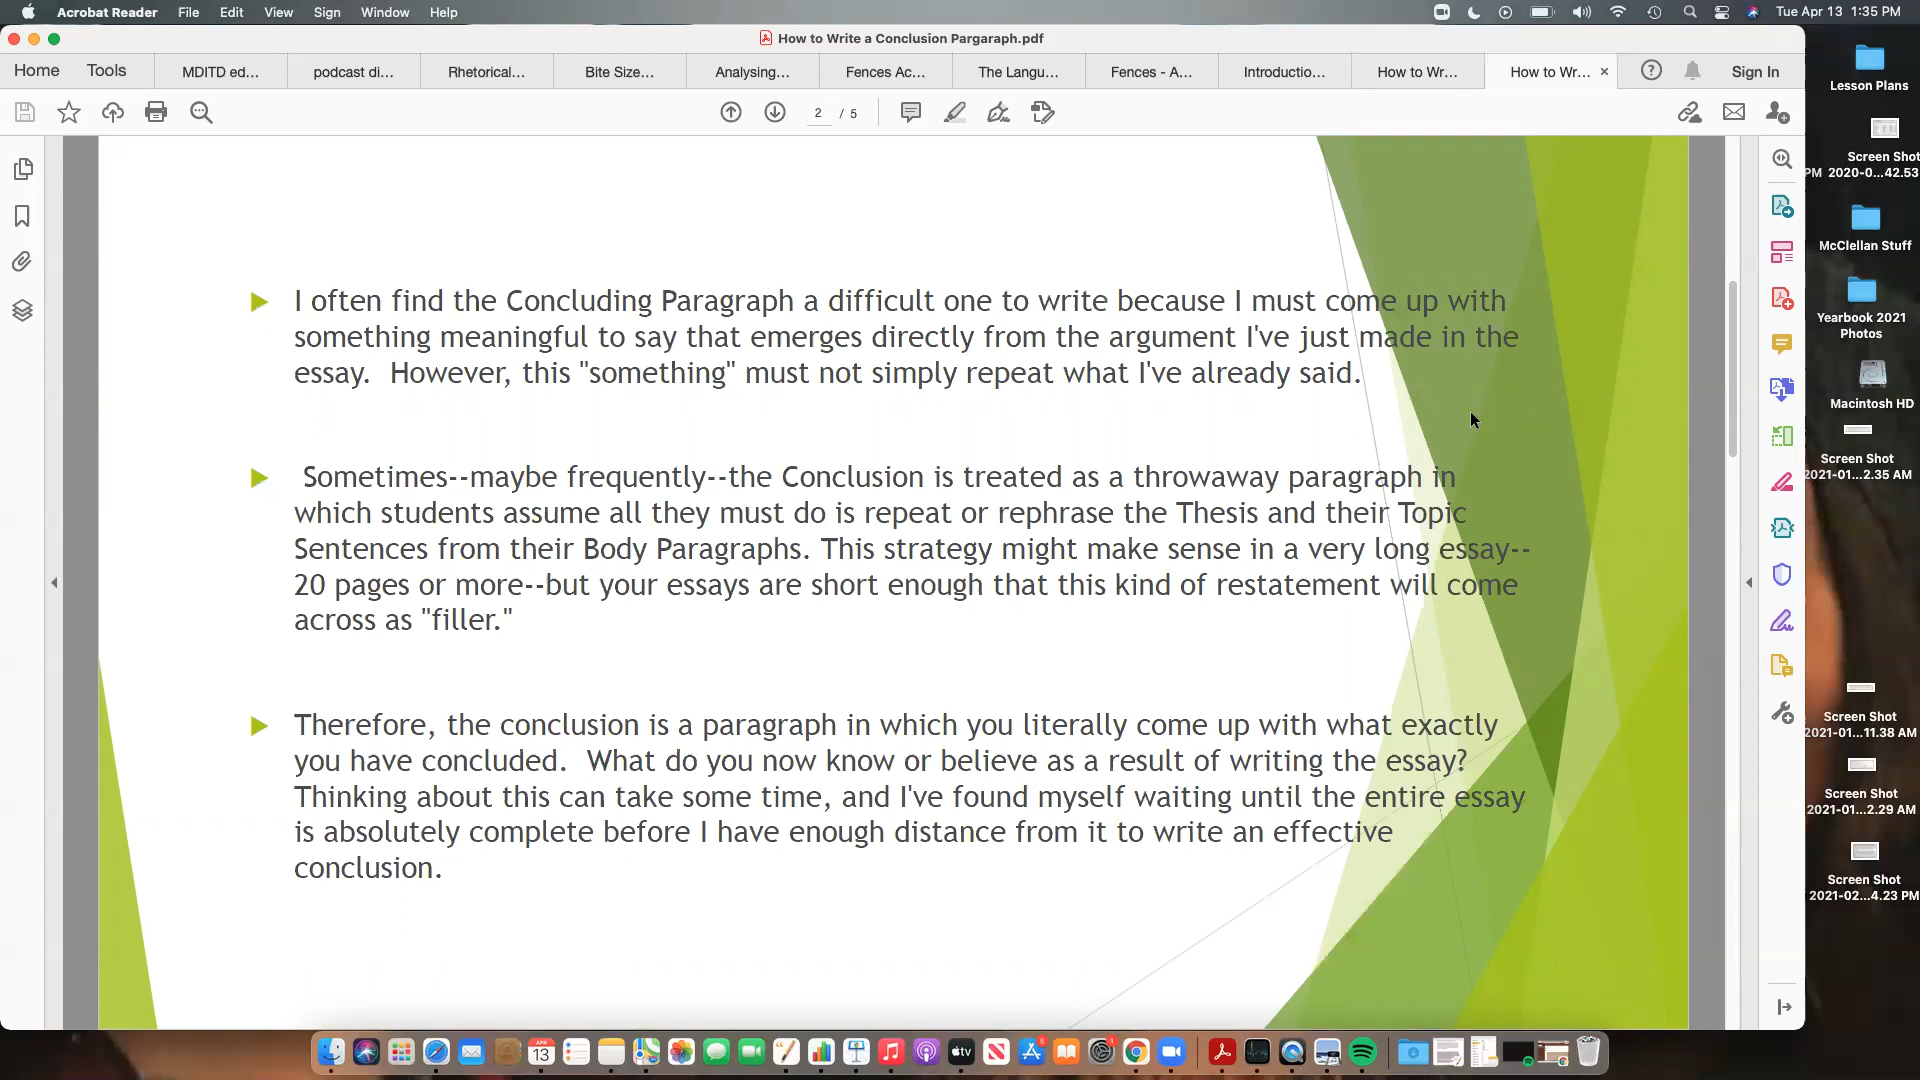 Acrobat Reader File Edit View Sign Window Help Tue Apr 13 1:35 PM
How to Write a Conclusion Pargaraph.pdf
Home Tools MDITD ed... podcast di... Rhetorical... Bite Size... Analysing... Fences Ac... The Langu... Fences - A... Introductio... How to Wr... How to Wr... × Sign In
2 / 5
I often find the Concluding Paragraph a difficult one to write because I must come up with
something meaningful to say that emerges directly from the argument I've just made in the
essay.  However, this "something" must not simply repeat what I've already said.
Sometimes--maybe frequently--the Conclusion is treated as a throwaway paragraph in
which students assume all they must do is repeat or rephrase the Thesis and their Topic
Sentences from their Body Paragraphs. This strategy might make sense in a very long essay--
20 pages or more--but your essays are short enough that this kind of restatement will come
across as "filler."
Therefore, the conclusion is a paragraph in which you literally come up with what exactly
you have concluded.  What do you now know or believe as a result of writing the essay?
Thinking about this can take some time, and I've found myself waiting until the entire essay
is absolutely complete before I have enough distance from it to write an effective
conclusion.
Lesson Plans
Screen Shot
PM 2020-0...42.53
McClellan Stuff
Yearbook 2021
Photos
Macintosh HD
Screen Shot
2021-01...2.35 AM
Screen Shot
2021-01...11.38 AM
Screen Shot
2021-01...2.29 AM
Screen Shot
2021-02...4.23 PM
APR
13
tv